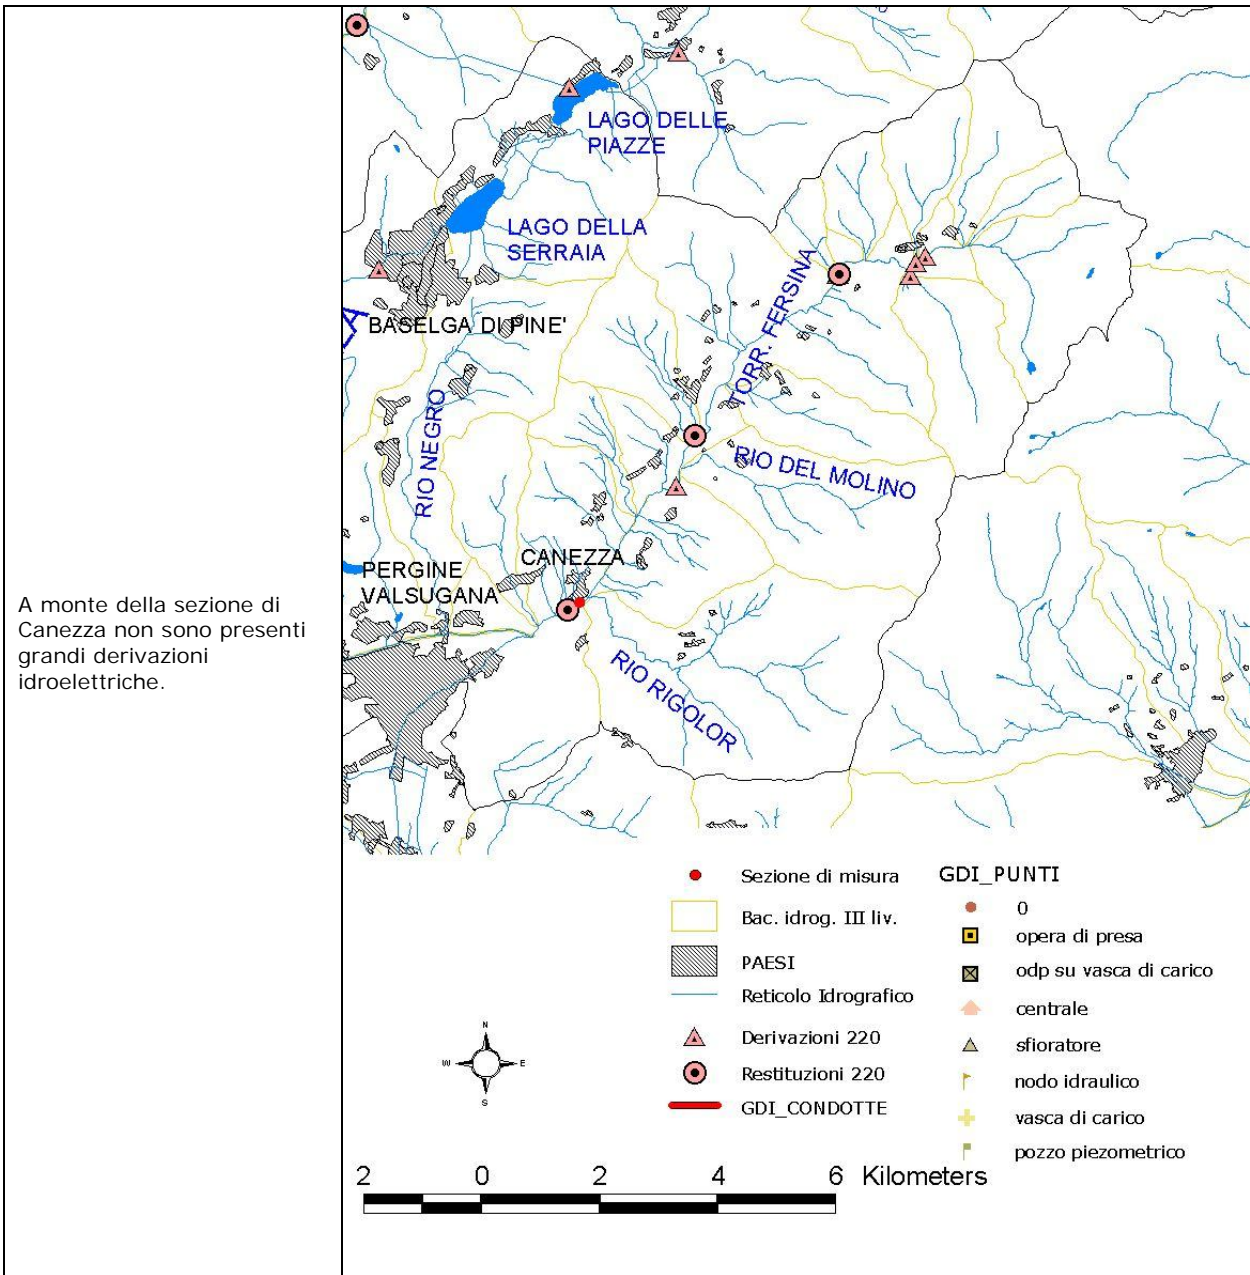 A monte della sezione di
Canezza non sono presenti
grandi derivazioni
idroelettriche.
LAGO DELLE
PIAZZE
LAGO DELLA
SERRAIA
BASELGA DI PINE'
TORR. FERSINA
RIO NEGRO
RIO DEL MOLINO
CANEZZA
PERGINE
VALSUGANA
RIO RIGOLOR
Sezione di misura
Bac. idrog. III liv.
PAESI
Reticolo Idrografico
Derivazioni 220
Restituzioni 220
GDI_CONDOTTE
GDI_PUNTI
0
opera di presa
odp su vasca di carico
centrale
sfioratore
nodo idraulico
vasca di carico
pozzo piezometrico
N
W E
S
2 0 2 4 6 Kilometers